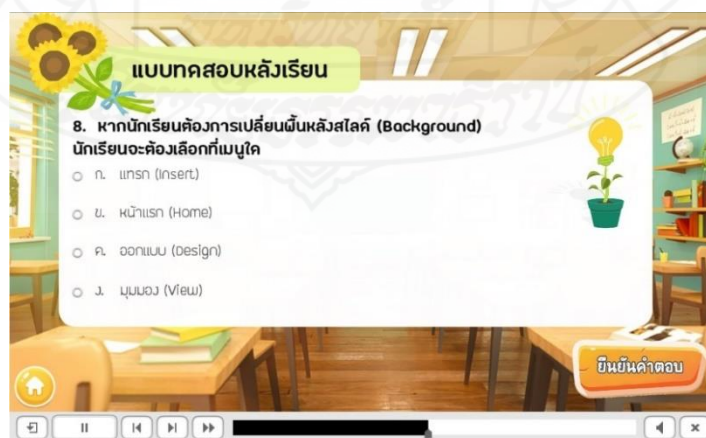 แบบทดสอบหลังเรียน
8. หากนักเรียนต้องการเปลี่ยนพื้นหลังสไลด์ (Background)
นักเรียนจะต้องเลือกที่เมนูใด
ก. แทรก (Insert)
ข. หน้าแรก (Home)
ค. ออกแบบ (Design)
ง. มุมมอง (View)
ยืนยันคำตอบ